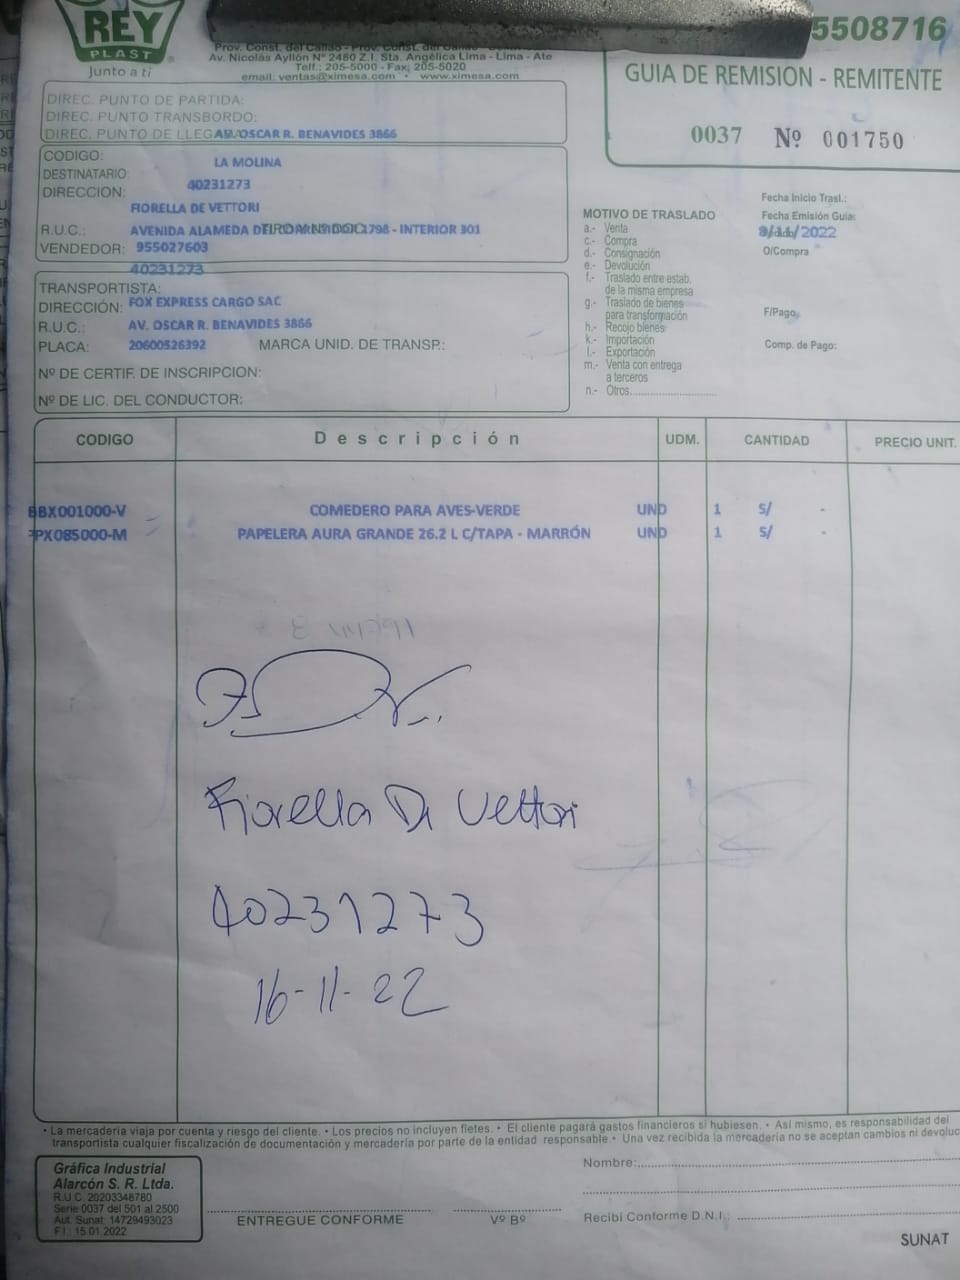 REY
PLAST
Junto a ti
Prov. Const. del Callao - Prov. Const. del
Av. Nicolás Ayllón Nº 2480 Z.I. Sta. Angélica Lima - Lima - Ate
Telf.: 205-5000 - Fax: 205-5020
email: ventas@ximesa.com • www.ximesa.com
5508716
GUIA DE REMISION - REMITENTE
0037 Nº 001750
DIREC. PUNTO DE PARTIDA:
DIREC. PUNTO TRANSBORDO:
DIREC. PUNTO DE LLEGADA: AV. OSCAR R. BENAVIDES 3866
CODIGO: LA MOLINA
DESTINATARIO:
DIRECCION: 40231273
FIORELLA DE VETTORI
R.U.C.: AVENIDA ALAMEDA DEL 1798 - INTERIOR 301
VENDEDOR: 955027603
40231273
TRANSPORTISTA:
DIRECCIÓN: FOX EXPRESS CARGO SAC
R.U.C.: AV. OSCAR R. BENAVIDES 3866
PLACA: 20600526392 MARCA UNID. DE TRANSP.:
Nº DE CERTIF. DE INSCRIPCION:
Nº DE LIC. DEL CONDUCTOR:
MOTIVO DE TRASLADO
a.- Venta
c.- Compra
d.- Consignación
e.- Devolución
f.- Traslado entre estab.
de la misma empresa
g.- Traslado de bienes
para transformación
h.- Recojo bienes
k.- Importación
l.- Exportación
m.- Venta con entrega
a terceros
n.- Otros
Fecha Inicio Trasl.:
Fecha Emisión Guia:
/11/2022
O/Compra
F/Pago
Comp. de Pago:
CODIGO Descripción UDM. CANTIDAD PRECIO UNIT.
BBX001000-V COMEDERO PARA AVES-VERDE UND 1 S/ -
PX085000-M PAPELERA AURA GRANDE 26.2 L C/TAPA - MARRÓN UND 1 S/ -
Fiorella Di Vettori
40231273
16-11-22
• La mercadería viaja por cuenta y riesgo del cliente. • Los precios no incluyen fletes. • El cliente pagará gastos financieros si hubiesen. • Así mismo, es responsabilidad del
transportista cualquier fiscalización de documentación y mercadería por parte de la entidad responsable. • Una vez recibida la mercadería no se aceptan cambios ni devoluc
Gráfica Industrial
Alarcón S. R. Ltda.
R.U.C. 20203348780
Serie 0037 del 501 al 2500
Aut. Sunat: 14729493023
F.I.: 15.01.2022
ENTREGUE CONFORME
Vº Bº
Nombre:
Recibi Conforme D.N.I.:
SUNAT